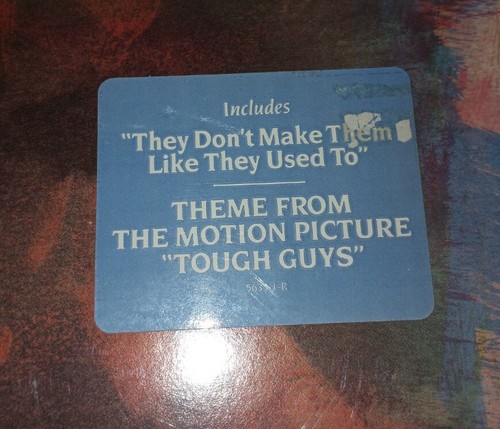 Includes
"They Don't Make Them
Like They Used To"
THEME FROM
THE MOTION PICTURE
"TOUGH GUYS"